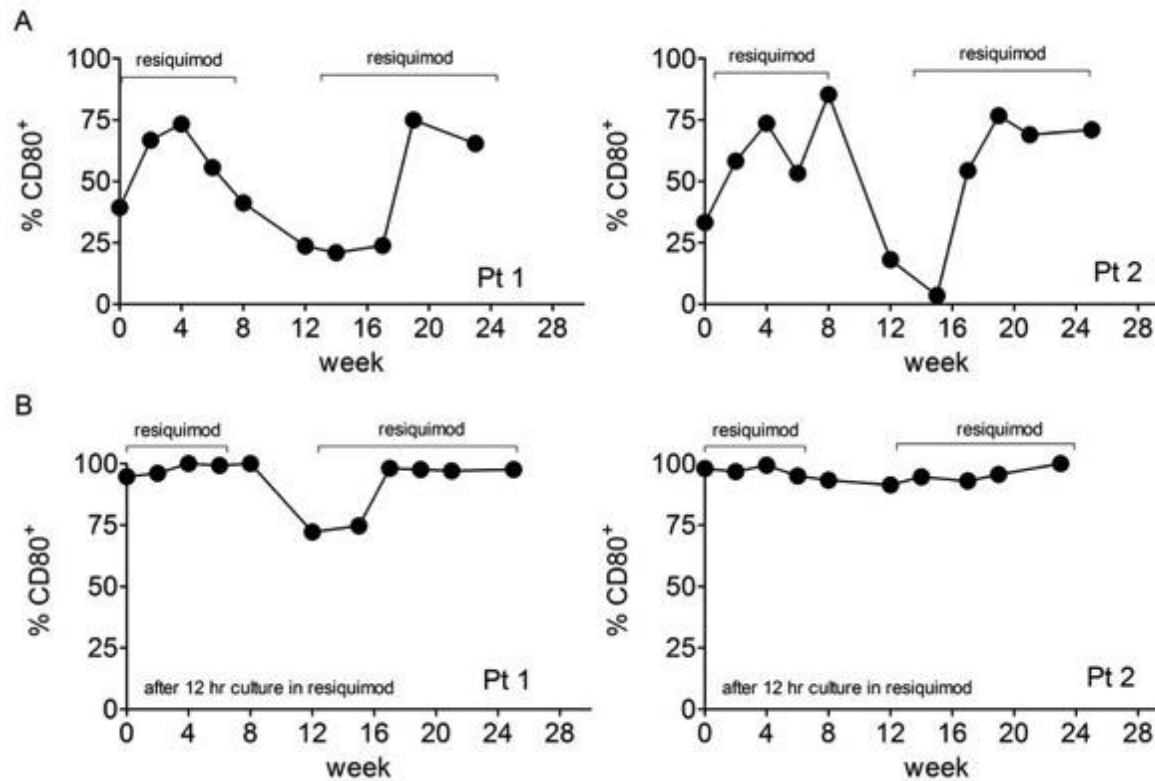 A
resiquimod
resiquimod
100
75
50
25
0
% CD80+
0 4 8 12 16 20 24 28
week
Pt 1
resiquimod
resiquimod
100
75
50
25
0
% CD80+
0 4 8 12 16 20 24 28
week
Pt 2
B
resiquimod
resiquimod
100
75
50
25
0
% CD80+
after 12 hr culture in resiquimod
Pt 1
0 4 8 12 16 20 24 28
week
resiquimod
resiquimod
100
75
50
25
0
% CD80+
after 12 hr culture in resiquimod
Pt 2
0 4 8 12 16 20 24 28
week